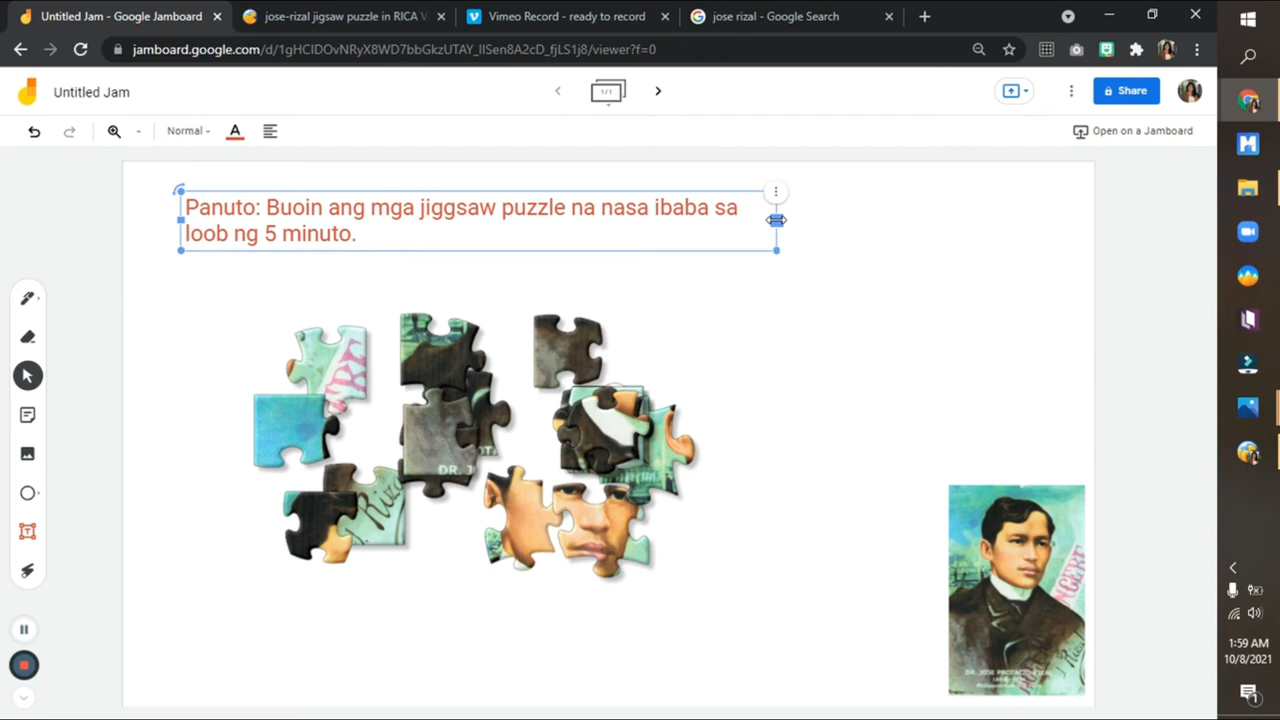 Untitled Jam - Google Jamboard
jose-rizal jigsaw puzzle in RICA V
Vimeo Record - ready to record
jose rizal - Google Search
jamboard.google.com/d/1gHCIDOvNRyX8WD7bbGkzUTAY_IISen8A2cD_fjLS1j8/viewer?f=0
Untitled Jam
1/1
Share
Normal
A
Open on a Jamboard
Panuto: Buoin ang mga jiggsaw puzzle na nasa ibaba sa
loob ng 5 minuto.
DR. J
Rizal
DR. JOSE PROTACIO RIZAL
1:59 AM
10/8/2021
1